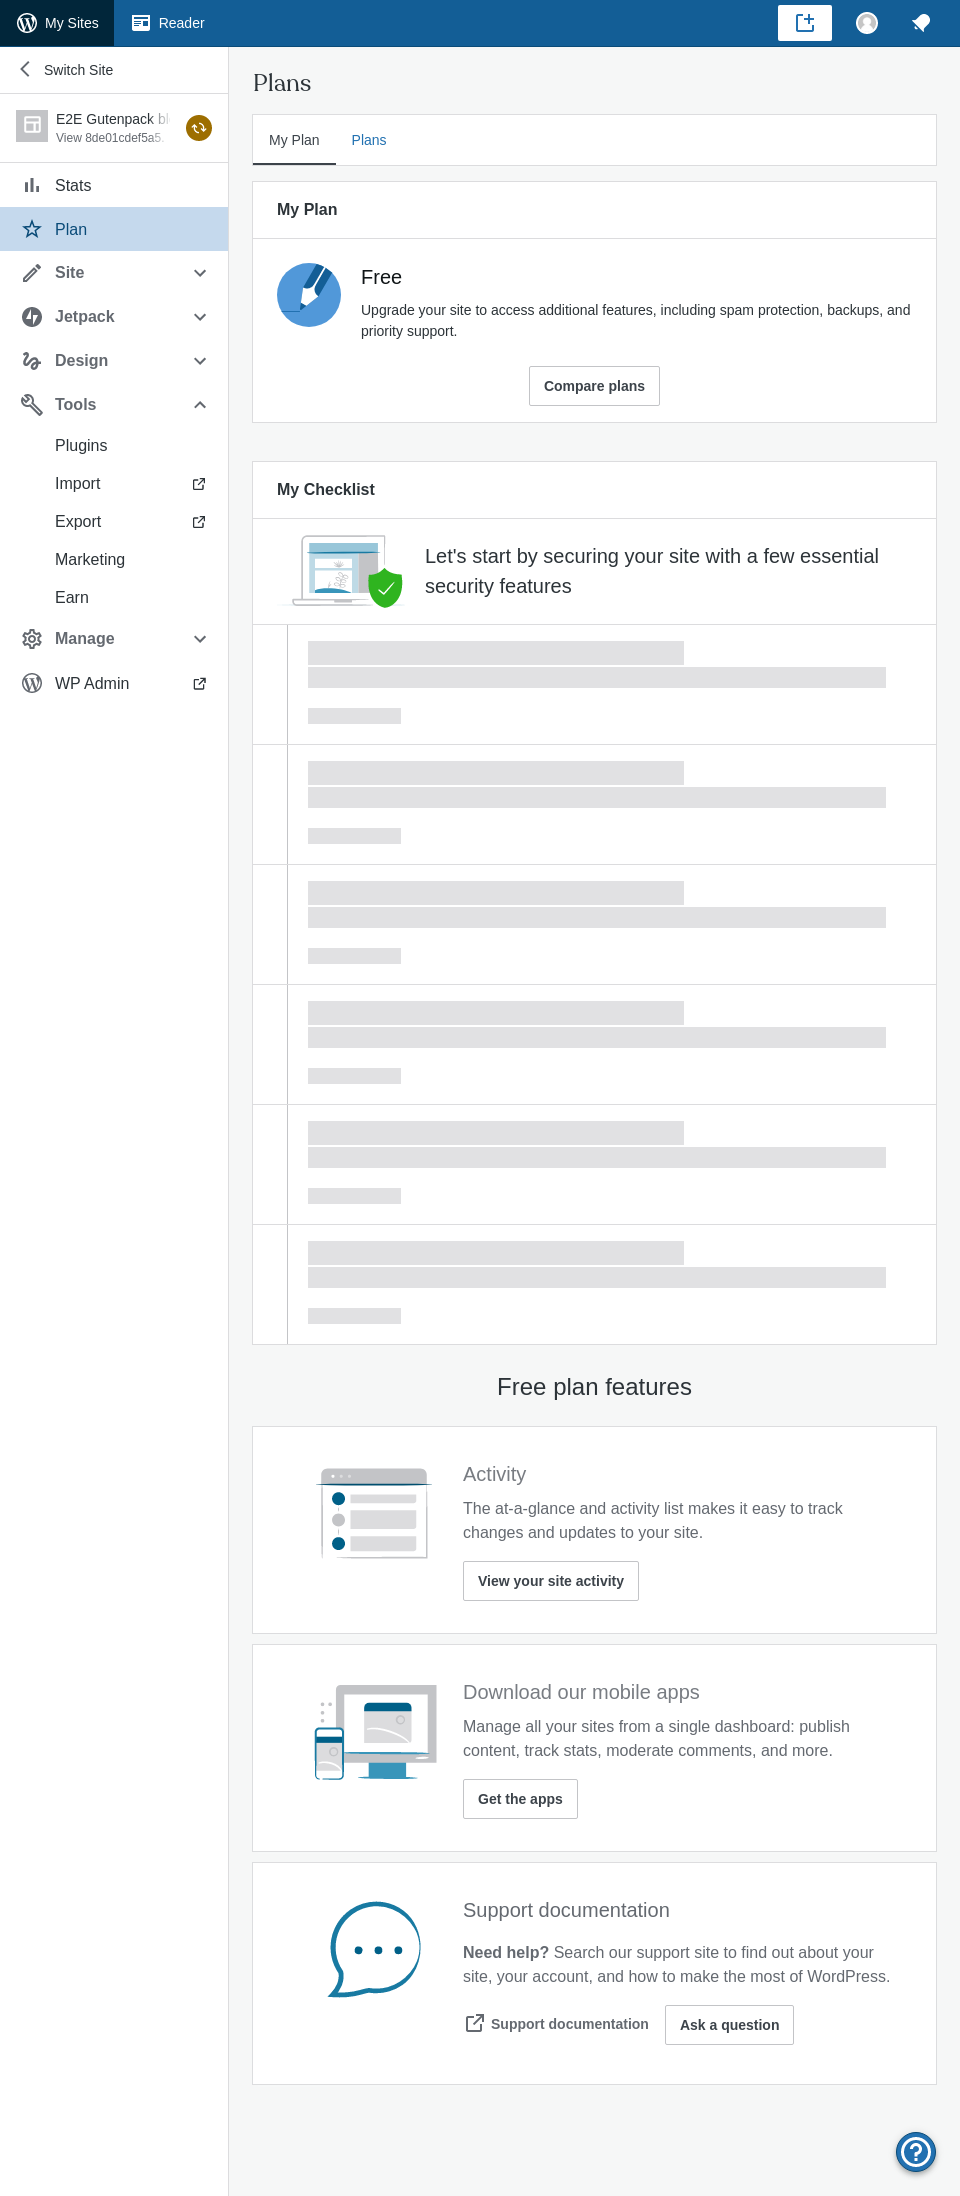 My Sites
Reader
Switch Site
E2E Gutenpack
View 8de01cdef5a5.
Stats
Plan
Site
Jetpack
Design
Tools
Plugins
Import
Export
Marketing
Earn
Manage
WP Admin
Plans
My Plan
Plans
My Plan
Free
Upgrade your site to access additional features, including spam protection, backups, and
priority support.
Compare plans
My Checklist
Let's start by securing your site with a few essential
security features
Free plan features
Activity
The at-a-glance and activity list makes it easy to track
changes and updates to your site.
View your site activity
Download our mobile apps
Manage all your sites from a single dashboard: publish
content, track stats, moderate comments, and more.
Get the apps
Support documentation
Need help? Search our support site to find out about your
site, your account, and how to make the most of WordPress.
Support documentation
Ask a question